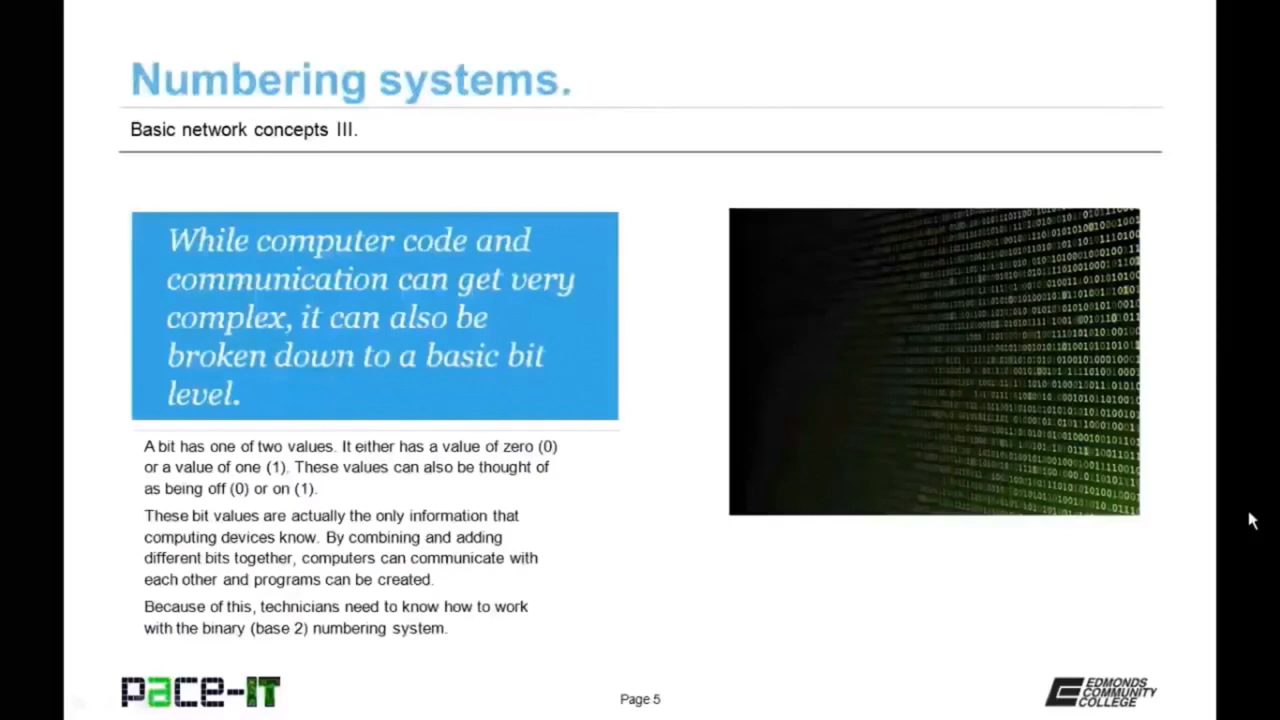 Numbering systems.
Basic network concepts III.
While computer code and
communication can get very
complex, it can also be
broken down to a basic bit
level.
A bit has one of two values. It either has a value of zero (0)
or a value of one (1). These values can also be thought of
as being off (0) or on (1).
These bit values are actually the only information that
computing devices know. By combining and adding
different bits together, computers can communicate with
each other and programs can be created.
Because of this, technicians need to know how to work
with the binary (base 2) numbering system.
pace-IT
Page 5
EDMONDS
COMMUNITY
COLLEGE